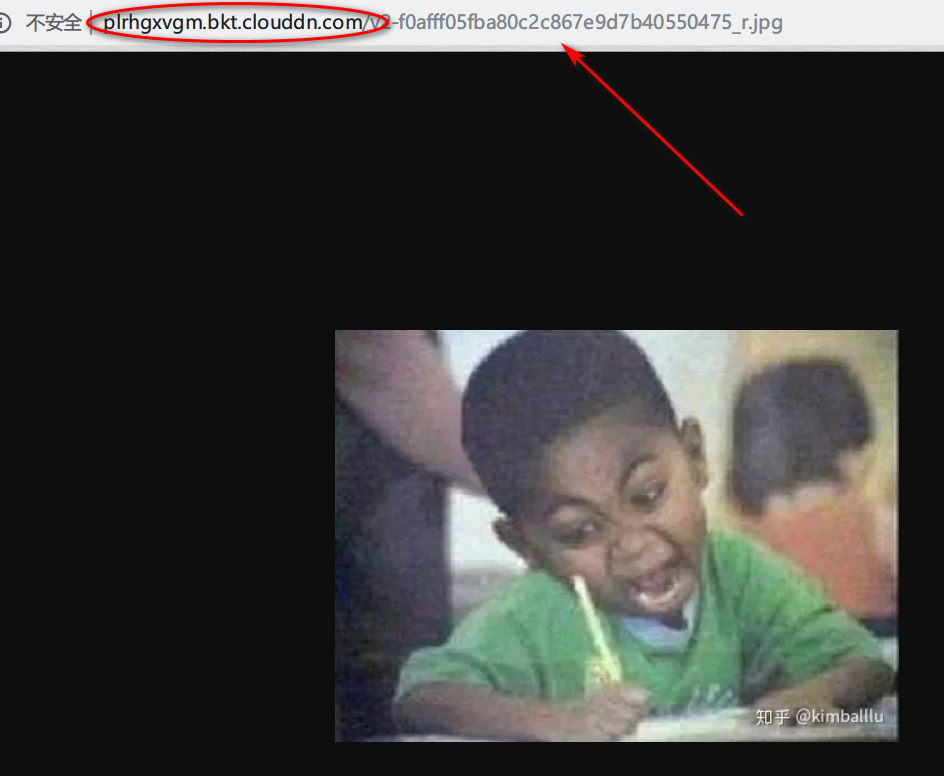 不安全 | plrhgxvgm.bkt.clouddn.com/v2-f0afff05fba80c2c867e9d7b40550475_r.jpg
知乎 @kimballlu